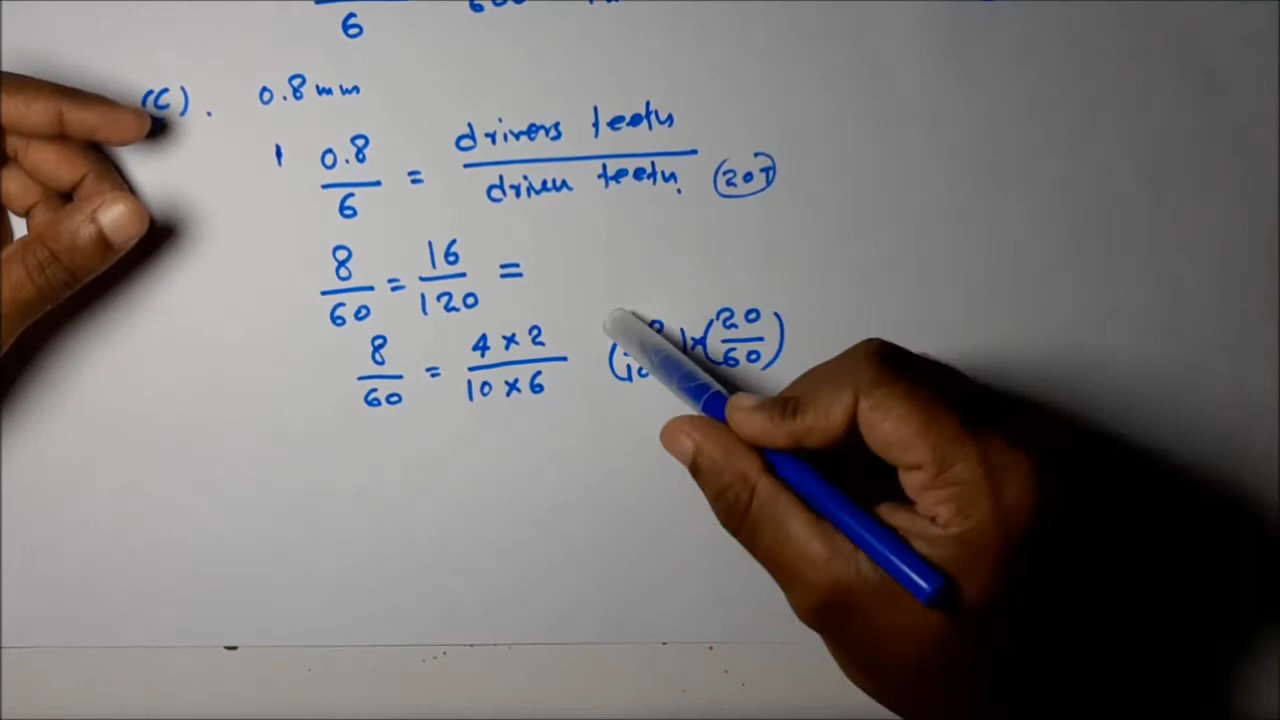 6
(C). 0.8 mm
0.8 / 6 = drivers teeth / driven teeth. (20T)
8 / 60 = 16 / 120 =
8 / 60 = 4 × 2 / 10 × 6 ( ) × (20 / 60)